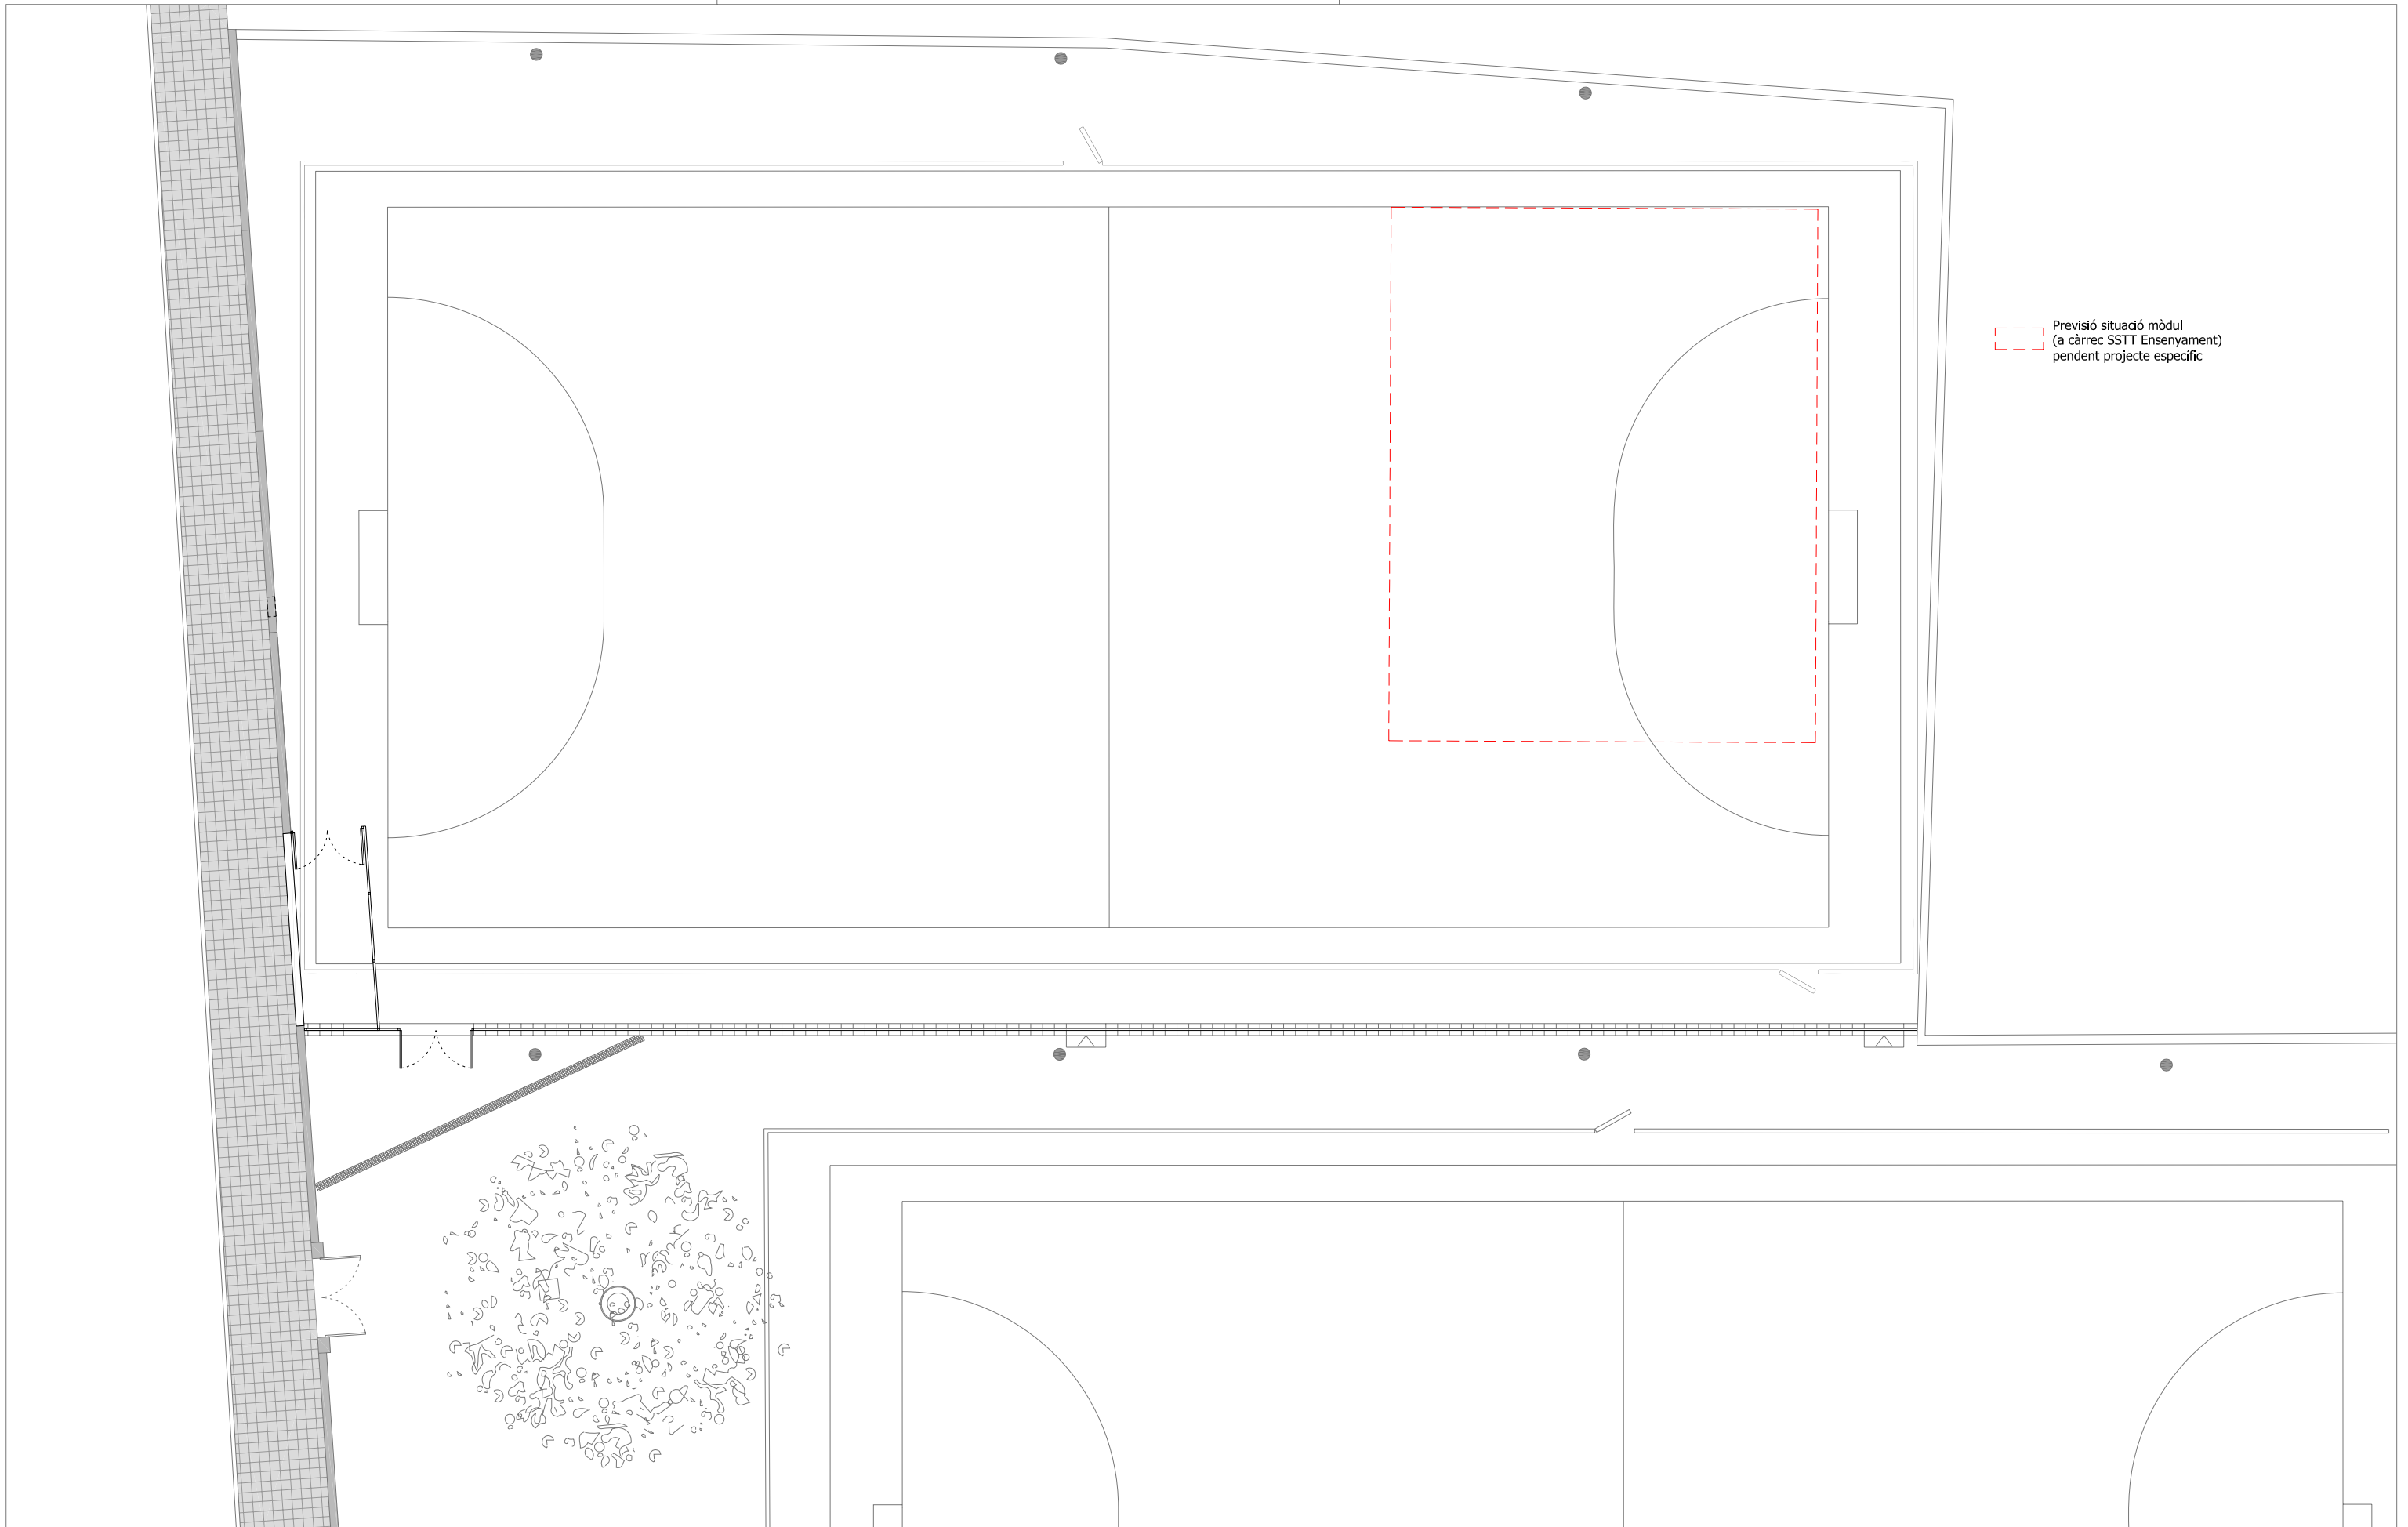 Previsió situació mòdul
(a càrrec SSTT Ensenyament)
pendent projecte específic